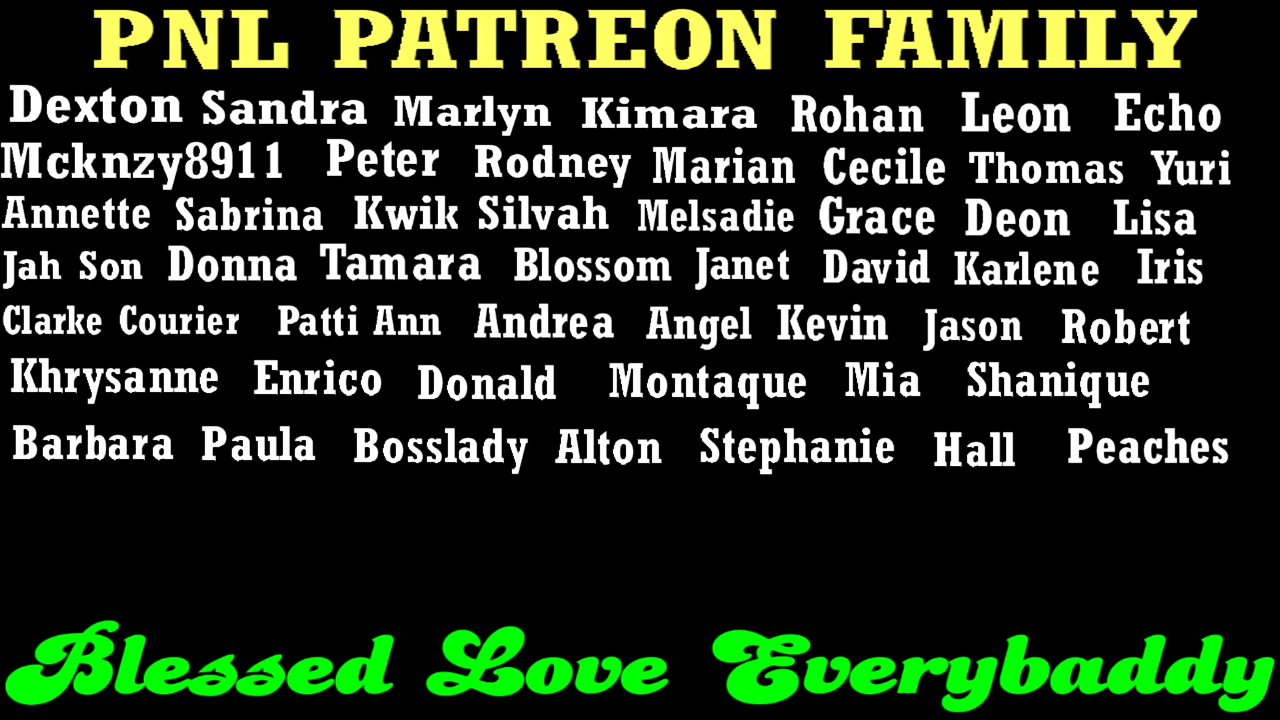 PNL PATREON FAMILY
Dexton Sandra Marlyn Kimara Rohan Leon Echo
Mcknzy8911 Peter Rodney Marian Cecile Thomas Yuri
Annette Sabrina Kwik Silvah Melsadie Grace Deon Lisa
Jah Son Donna Tamara Blossom Janet David Karlene Iris
Clarke Courier Patti Ann Andrea Angel Kevin Jason Robert
Khrysanne Enrico Donald Montaque Mia Shanique
Barbara Paula Bosslady Alton Stephanie Hall Peaches
Blessed Love Everybaddy